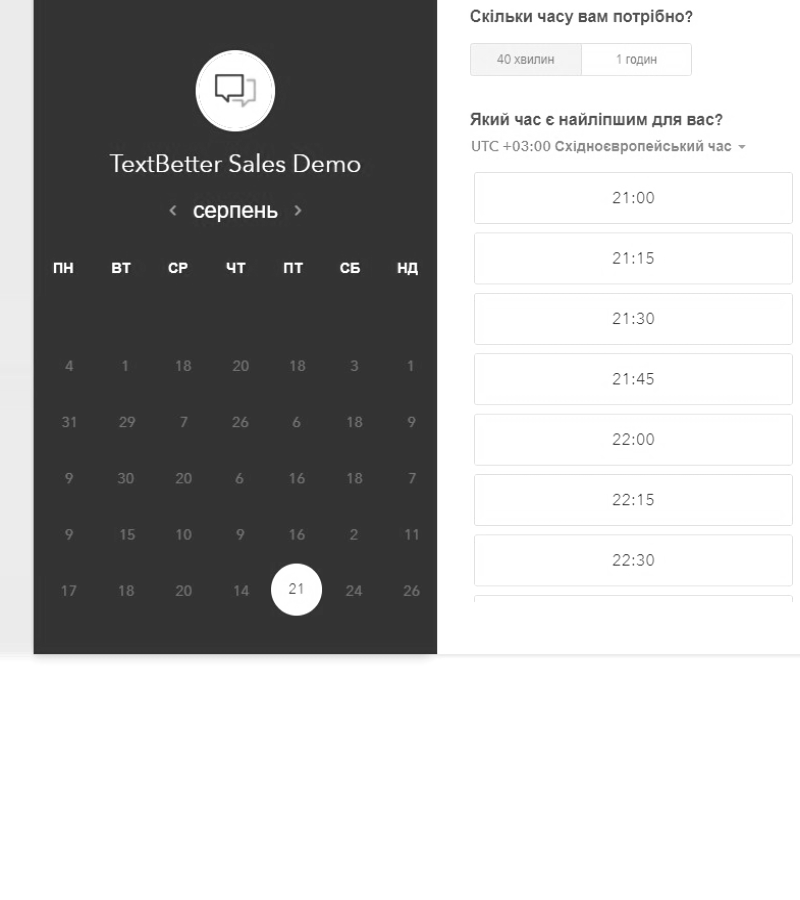 TextBetter Sales Demo
серпень
ПН ВТ СР ЧТ ПТ СБ НД
4 1 18 20 18 3 1
31 29 7 26 6 18 9
9 30 20 6 16 18 7
9 15 10 9 16 2 11
17 18 20 14 21 24 26
Скільки часу вам потрібно?
40 хвилин 1 годин
Який час є найліпшим для вас?
UTC +03:00 Східноєвропейський час
21:00
21:15
21:30
21:45
22:00
22:15
22:30